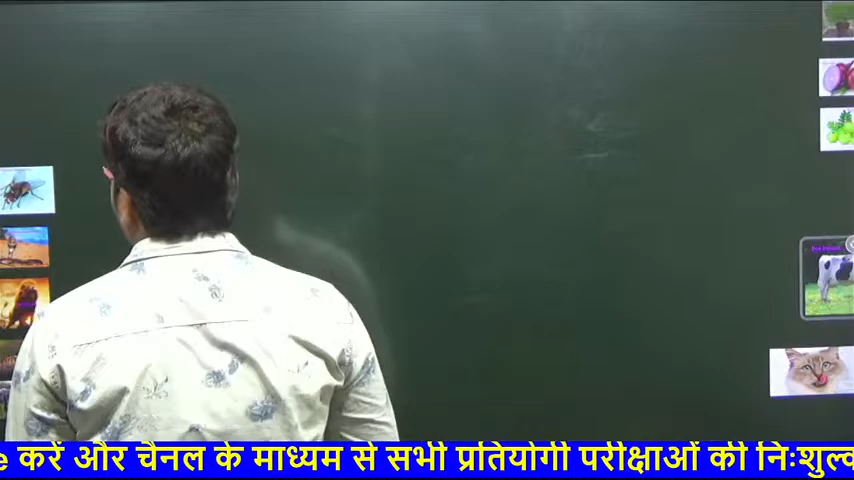 e करें और चैनल के माध्यम से सभी प्रतियोगी परीक्षाओं की निःशुल्क